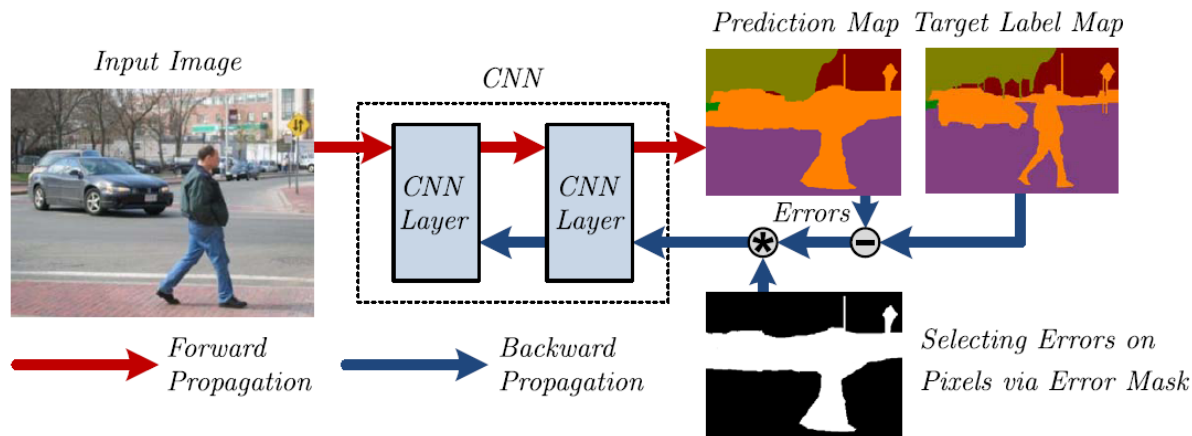 Prediction Map
Target Label Map
Input Image
CNN
CNN
Layer
CNN
Layer
Errors
*
−
Forward
Propagation
Backward
Propagation
Selecting Errors on
Pixels via Error Mask